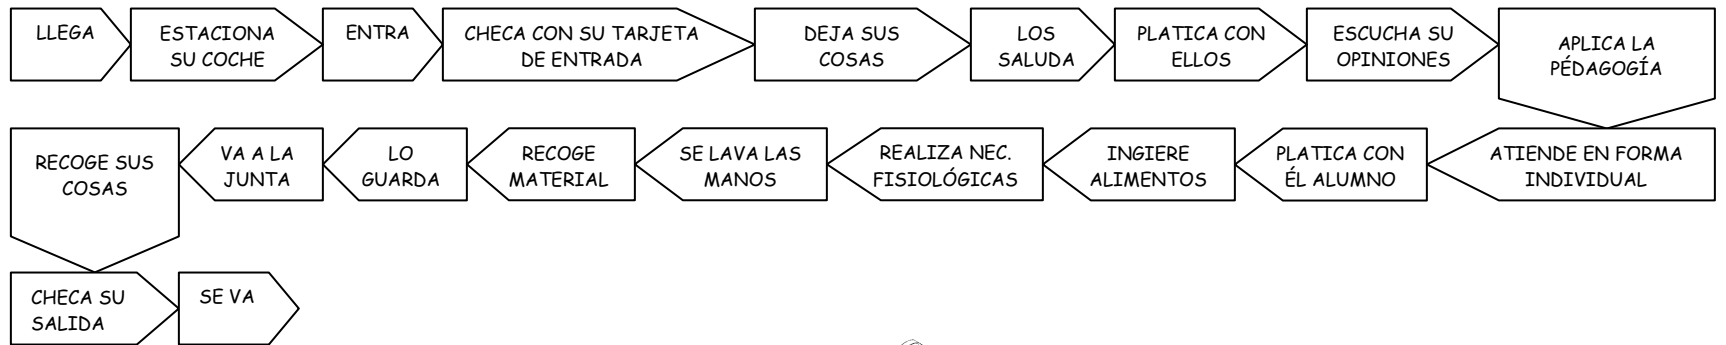 LLEGA
ESTACIONA
SU COCHE
ENTRA
CHECA CON SU TARJETA
DE ENTRADA
DEJA SUS
COSAS
LOS
SALUDA
PLATICA CON
ELLOS
ESCUCHA SU
OPINIONES
APLICA LA
PÉDAGOGÍA
ATIENDE EN FORMA
INDIVIDUAL
PLATICA CON
ÉL ALUMNO
INGIERE
ALIMENTOS
REALIZA NEC.
FISIOLÓGICAS
SE LAVA LAS
MANOS
RECOGE
MATERIAL
LO
GUARDA
VA A LA
JUNTA
RECOGE SUS
COSAS
CHECA SU
SALIDA
SE VA